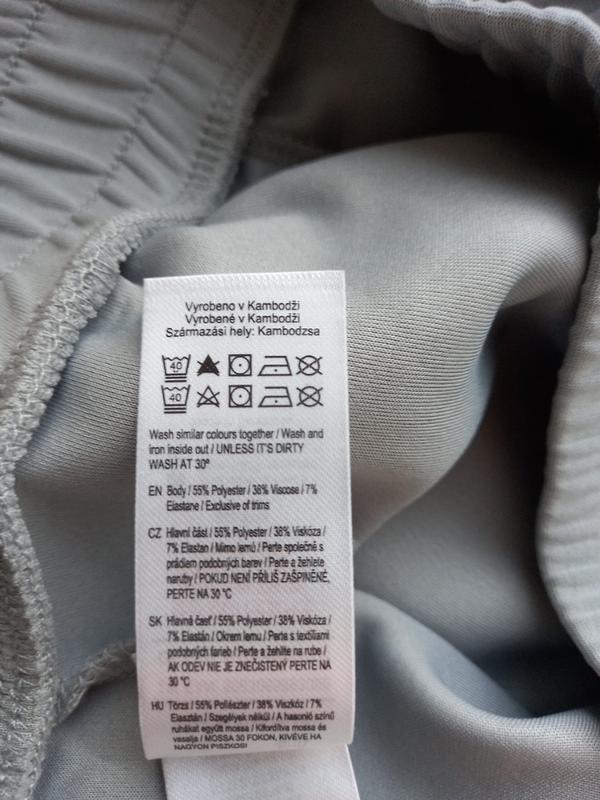 Vyrobeno v Kambodži
Vyrobené v Kambodži
Származási hely: Kambodzsa
40
40
Wash similar colours together / Wash and
iron inside out / UNLESS IT'S DIRTY
WASH AT 30º
EN Body / 55% Polyester / 38% Viscose / 7%
Elastane / Exclusive of trims
CZ Hlavní část / 55% Polyester / 38% Viskóza /
7% Elastan / Mimo lemů / Perte společně s
prádlem podobných barev / Perte a žehlete
naruby / POKUD NENÍ PŘÍLIŠ ZAŠPINĚNÉ,
PERTE NA 30 °C
SK Hlavná časť / 55% Polyester / 38% Viskóza /
7% Elastán / Okrem lemu / Perte s textíliami
podobných farieb / Perte a žehlite na rube /
AK ODEV NIE JE ZNEČISTENÝ PERTE NA
30 °C
HU Törzs / 55% Poliészter / 38% Viszkóz / 7%
Elasztán / Szegélyek nélkül / A hasonló színű
ruhákat együtt mossa / Kifordítva mossa és
vasalja / MOSSA 30 FOKON, KIVÉVE HA
NAGYON PISZKOS!